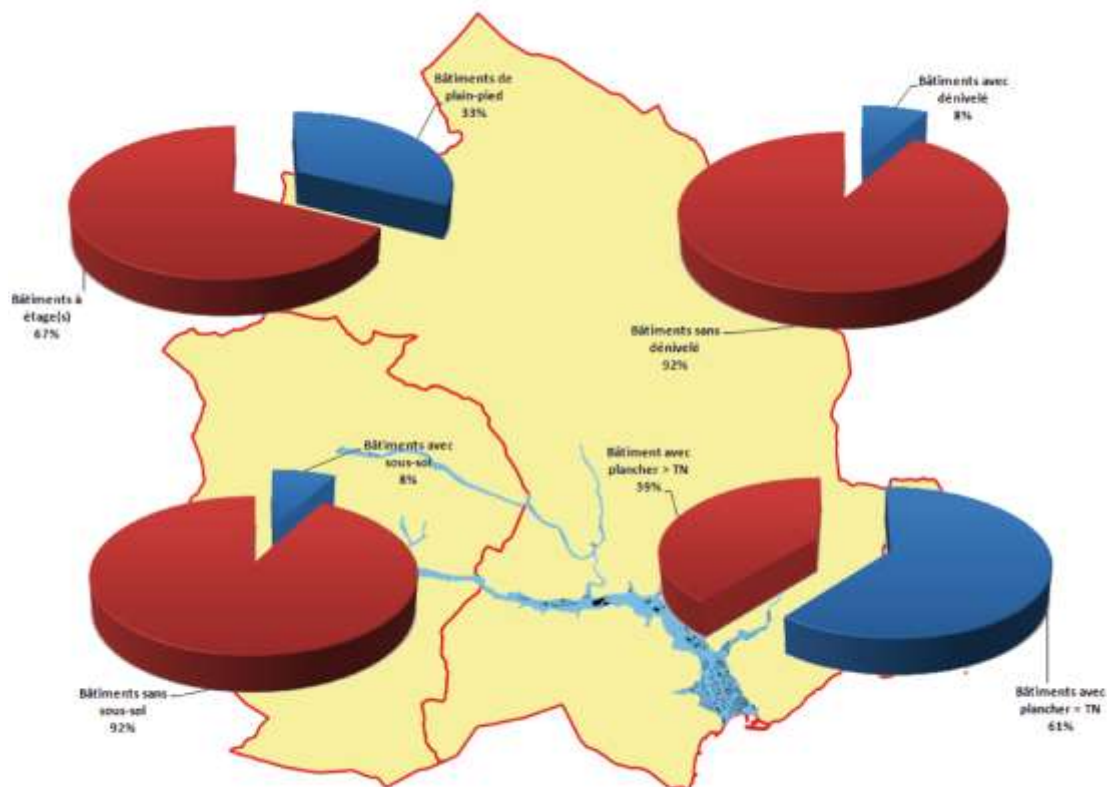 Bâtiments de
plain-pied
33%
Bâtiments avec
dénivelé
8%
Bâtiments à
étage(s)
67%
Bâtiments sans
dénivelé
92%
Bâtiments avec
sous-sol
8%
Bâtiment avec
plancher > TN
39%
Bâtiments sans
sous-sol
92%
Bâtiments avec
plancher = TN
61%